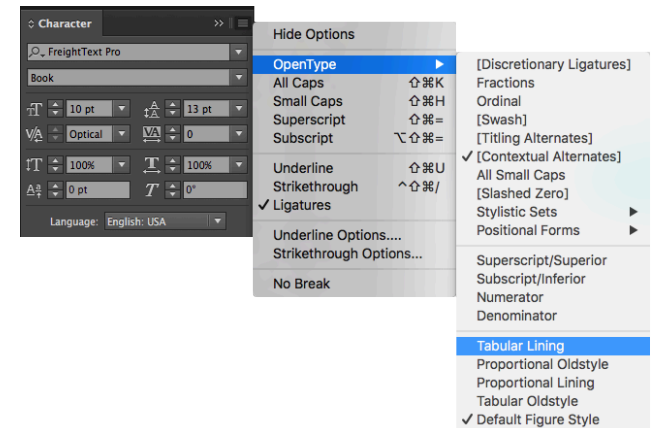 Character
FreightText Pro
Book
10 pt
13 pt
Optical
0
100%
100%
0 pt
0°
Language: English: USA
Hide Options
OpenType
All Caps ⇧⌘K
Small Caps ⇧⌘H
Superscript ⇧⌘=
Subscript ⌥⇧⌘=
Underline ⇧⌘U
Strikethrough ^⇧⌘/
✓ Ligatures
Underline Options....
Strikethrough Options...
No Break
[Discretionary Ligatures]
Fractions
Ordinal
[Swash]
[Titling Alternates]
✓ [Contextual Alternates]
All Small Caps
[Slashed Zero]
Stylistic Sets
Positional Forms
Superscript/Superior
Subscript/Inferior
Numerator
Denominator
Tabular Lining
Proportional Oldstyle
Proportional Lining
Tabular Oldstyle
✓ Default Figure Style